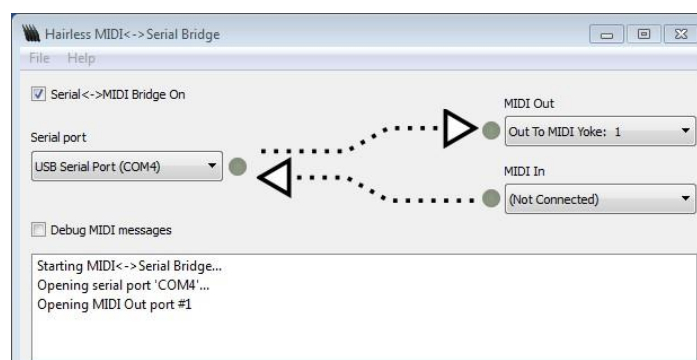 Hairless MIDI<->Serial Bridge
File Help
Serial<->MIDI Bridge On
MIDI Out
Serial port
Out To MIDI Yoke: 1
USB Serial Port (COM4)
MIDI In
(Not Connected)
Debug MIDI messages
Starting MIDI<->Serial Bridge...
Opening serial port 'COM4'...
Opening MIDI Out port #1